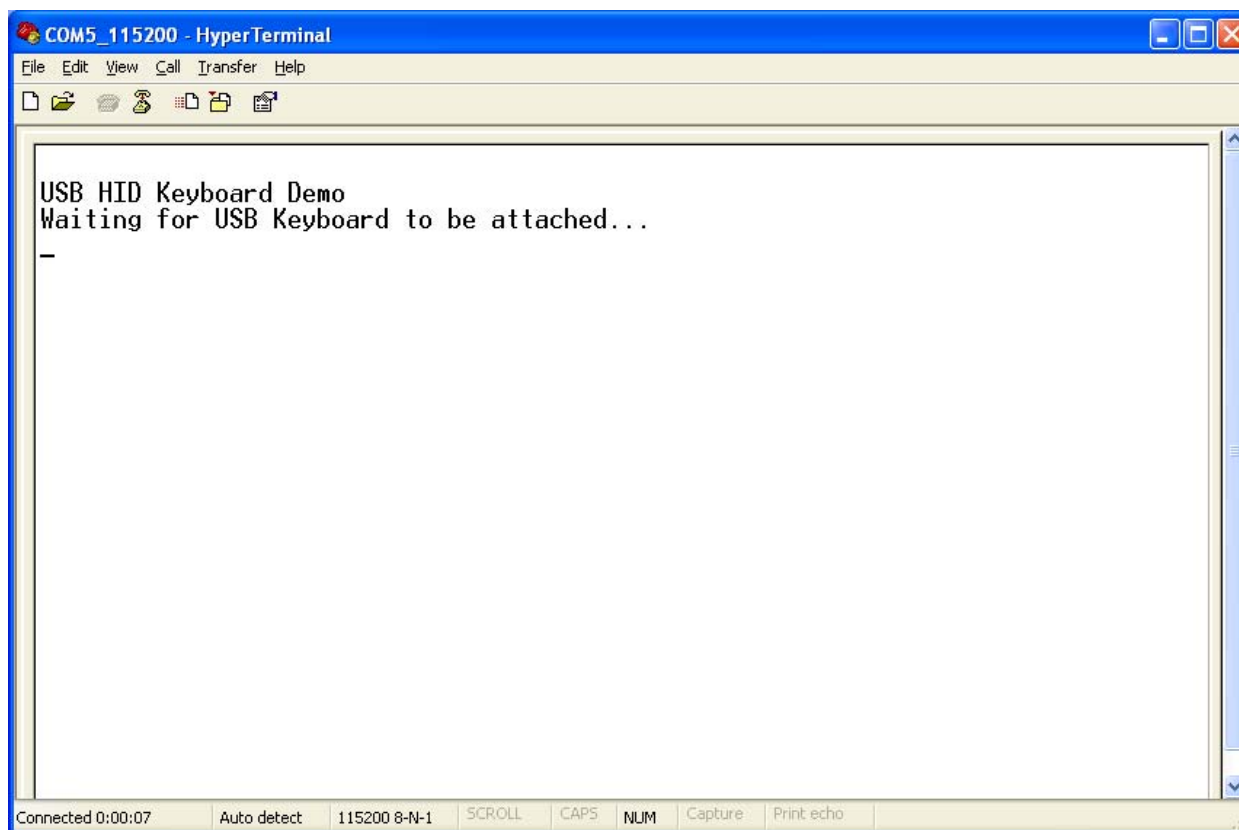 COM5_115200 - HyperTerminal
File Edit View Call Transfer Help
USB HID Keyboard Demo
Waiting for USB Keyboard to be attached...
_
Connected 0:00:07 Auto detect 115200 8-N-1 SCROLL CAPS NUM Capture Print echo